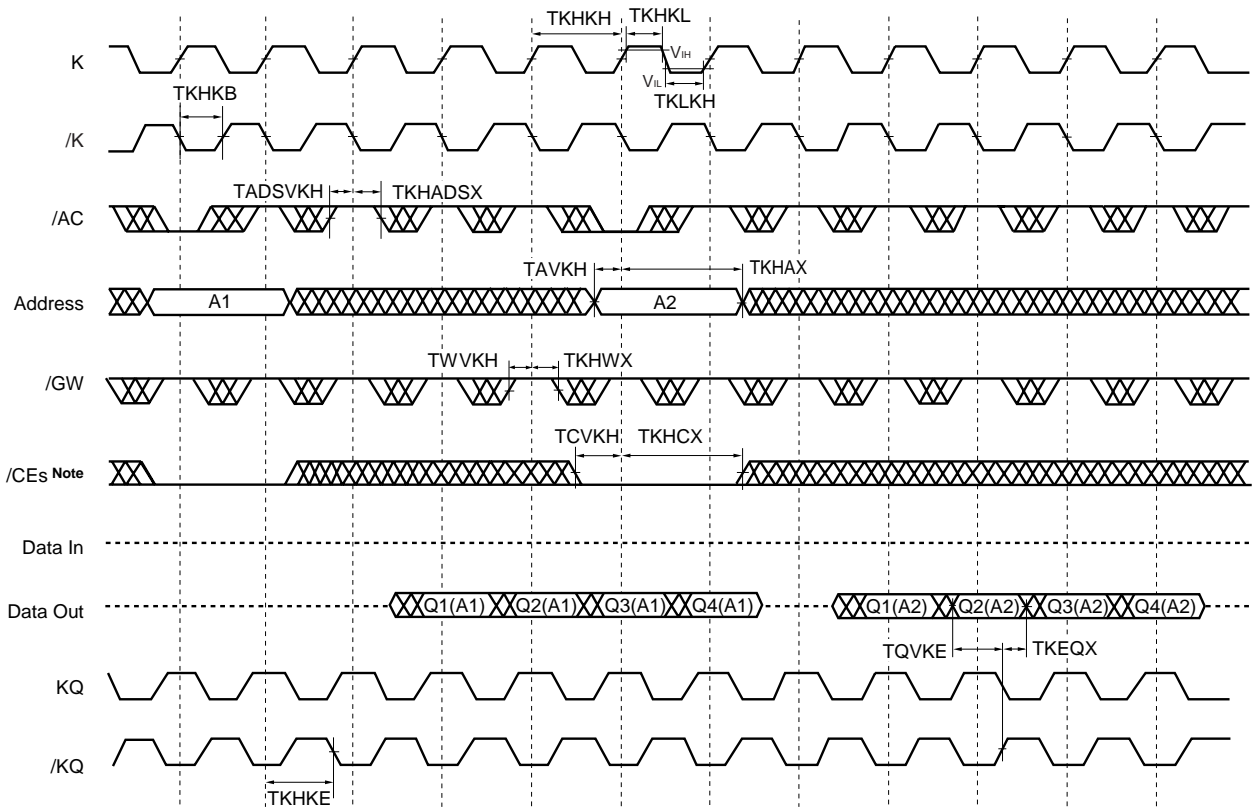 TKHKH TKHKL
K
VIH
VIL
TKLKH
TKHKB
/K
TADSVKH TKHADSX
/AC
TAVKH TKHAX
Address A1 A2
TWVKH TKHWX
/GW
TCVKH TKHCX
/CEs Note
Data In
Data Out Q1(A1) Q2(A1) Q3(A1) Q4(A1) Q1(A2) Q2(A2) Q3(A2) Q4(A2)
TQVKE TKEQX
KQ
/KQ
TKHKE